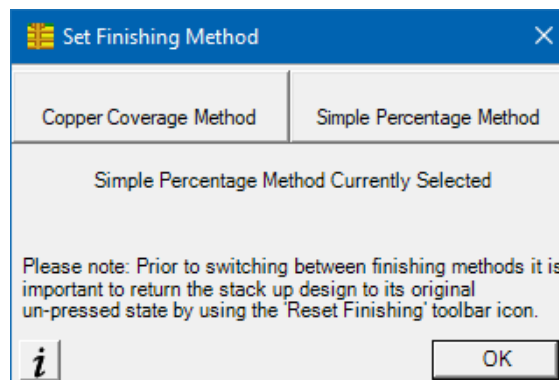 Set Finishing Method
Copper Coverage Method
Simple Percentage Method
Simple Percentage Method Currently Selected
Please note: Prior to switching between finishing methods it is
important to return the stack up design to its original
un-pressed state by using the 'Reset Finishing' toolbar icon.
i
OK